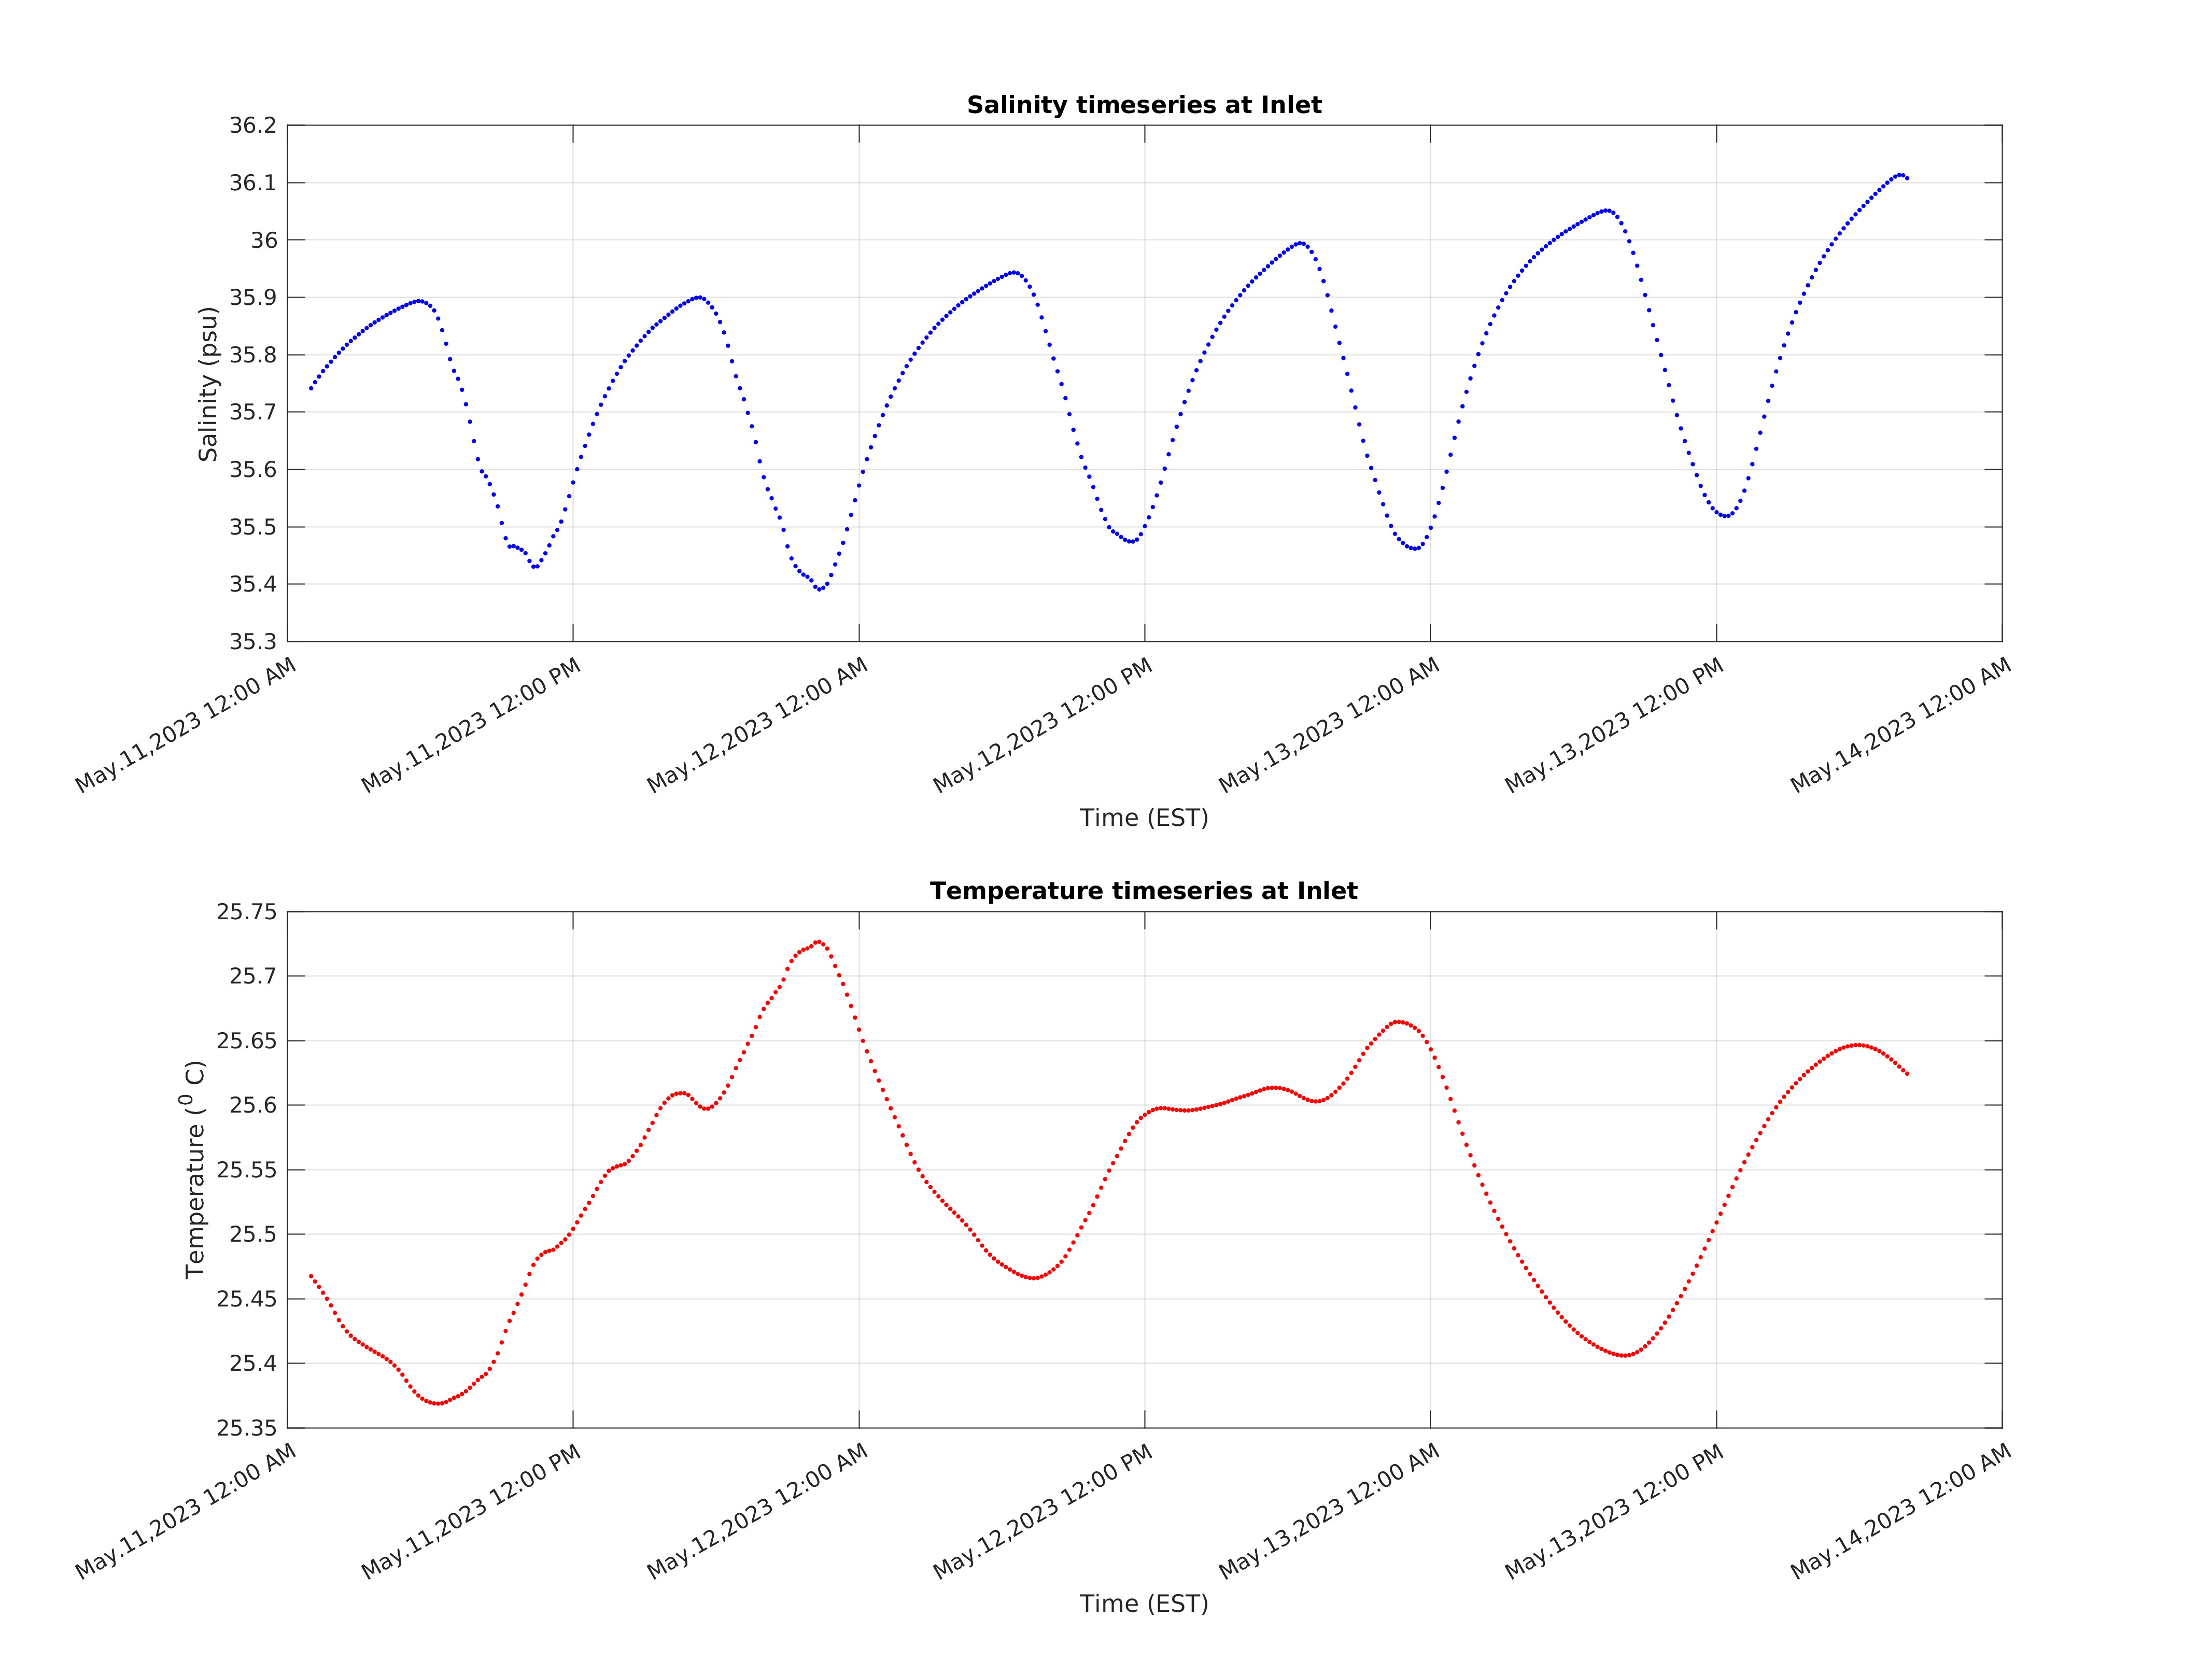 Salinity timeseries at Inlet
36.2
36.1
36
35.9
35.8
35.7
35.6
35.5
35.4
35.3
Salinity (psu)
May.11,2023 12:00 AM
May.11,2023 12:00 PM
May.12,2023 12:00 AM
May.12,2023 12:00 PM
May.13,2023 12:00 AM
May.13,2023 12:00 PM
May.14,2023 12:00 AM
Time (EST)
Temperature timeseries at Inlet
25.75
25.7
25.65
25.6
25.55
25.5
25.45
25.4
25.35
Temperature (⁰ C)
May.11,2023 12:00 AM
May.11,2023 12:00 PM
May.12,2023 12:00 AM
May.12,2023 12:00 PM
May.13,2023 12:00 AM
May.13,2023 12:00 PM
May.14,2023 12:00 AM
Time (EST)